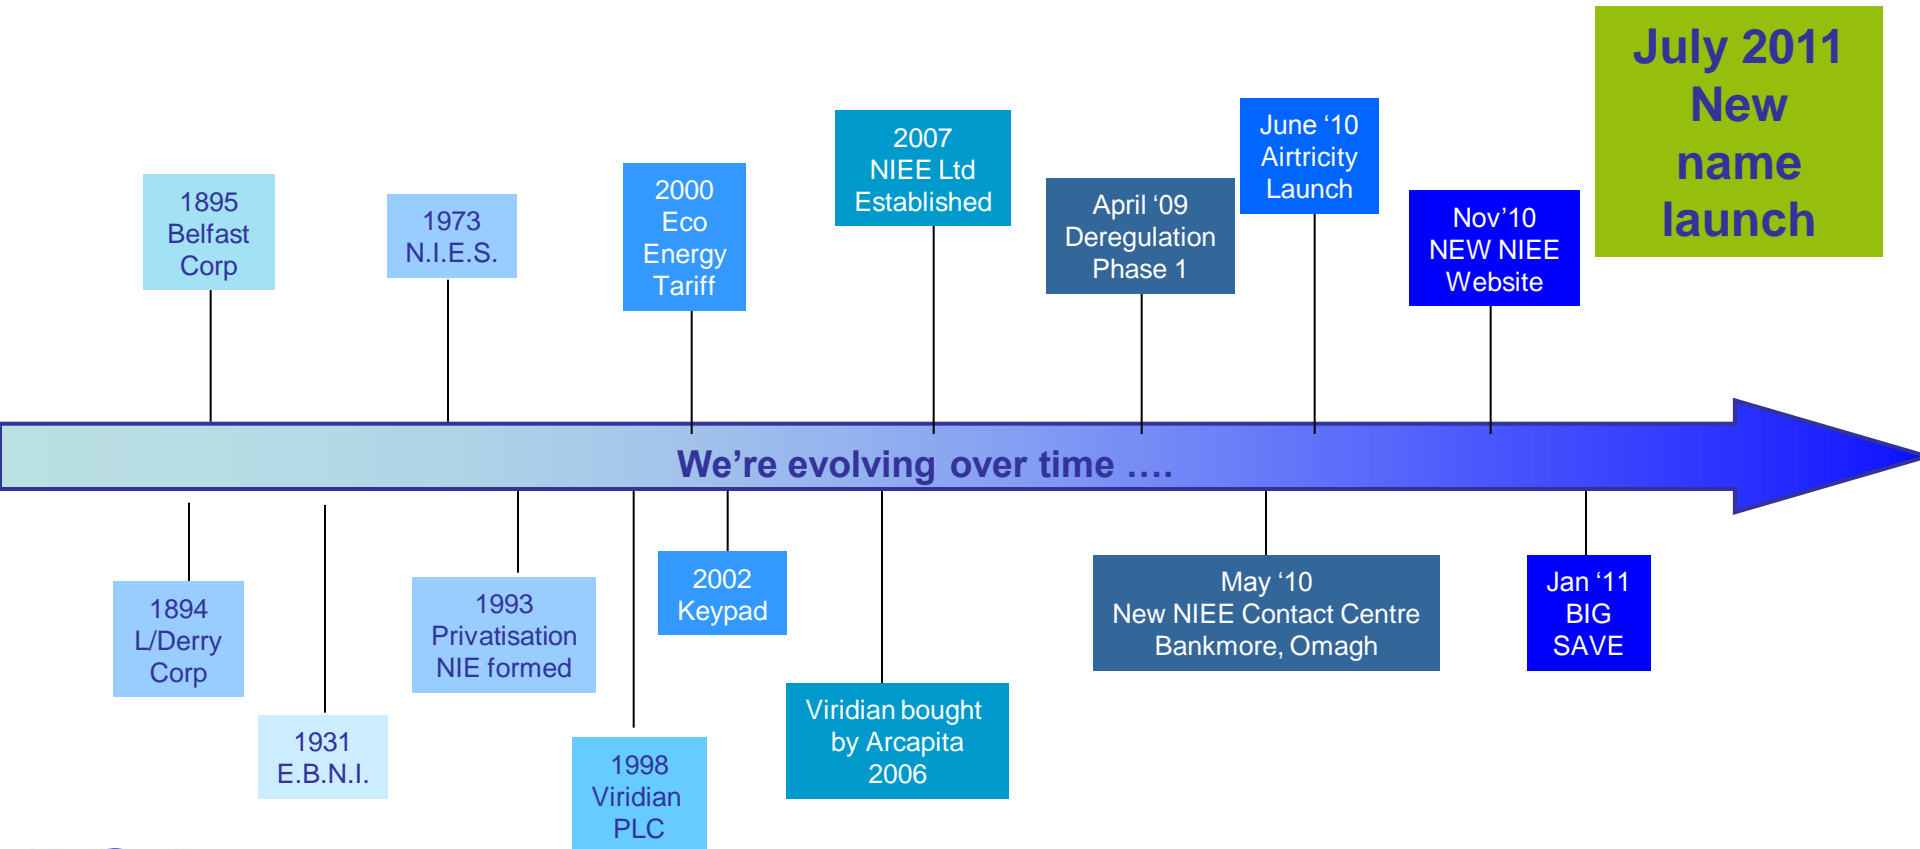 July 2011
New
name
launch
June ‘10
Airtricity
Launch
2007
NIEE Ltd
Established
2000
Eco
Energy
Tariff
1895
Belfast
Corp
1973
N.I.E.S.
April ‘09
Deregulation
Phase 1
Nov’10
NEW NIEE
Website
We’re evolving over time ....
1894
L/Derry
Corp
1931
E.B.N.I.
1993
Privatisation
NIE formed
1998
Viridian
PLC
2002
Keypad
Viridian bought
by Arcapita
2006
May ‘10
New NIEE Contact Centre
Bankmore, Omagh
Jan ‘11
BIG
SAVE